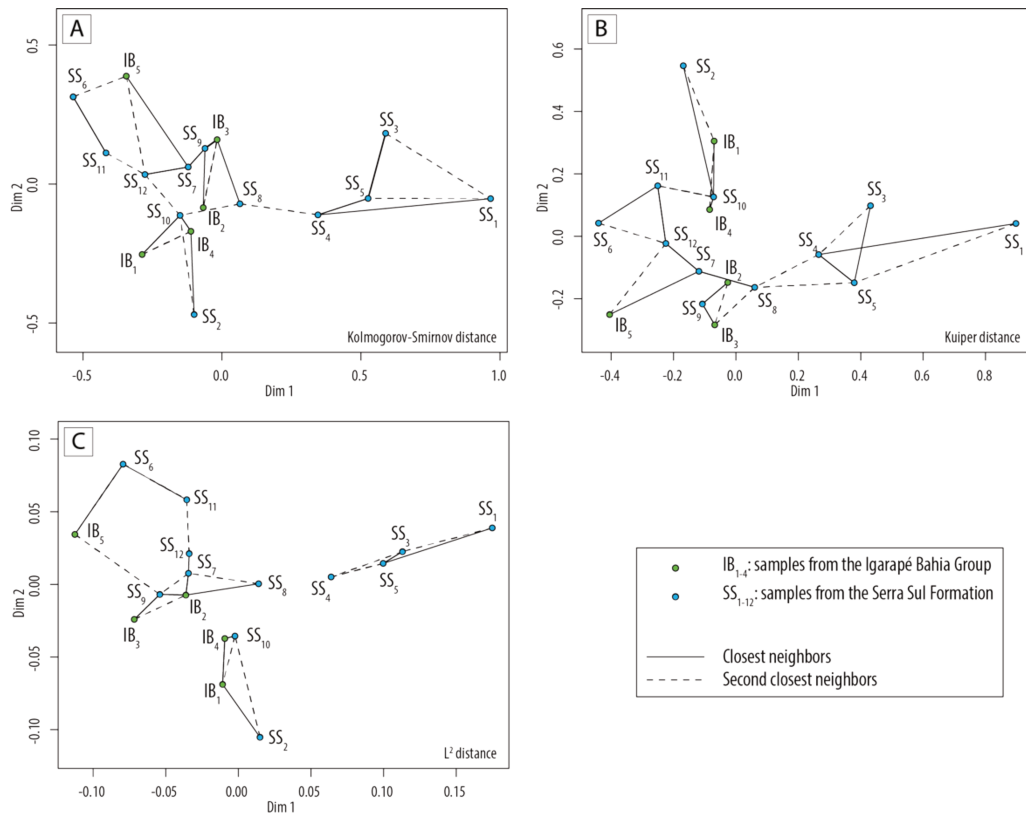 A
0.5
0.0
-0.5
Dim 2
IB5
SS6
SS11
SS12
SS7
SS9
IB3
SS10
IB2
SS8
IB1
IB4
SS2
SS3
SS5
SS4
SS1
Kolmogorov-Smirnov distance
-0.5 0.0 0.5 1.0
Dim 1
B
0.6
0.4
0.2
0.0
-0.2
Dim 2
SS2
IB1
SS11
SS10
IB4
SS6
SS12
SS7
IB2
SS9
IB3
SS8
IB5
SS3
SS4
SS5
SS1
Kuiper distance
-0.4 -0.2 0.0 0.2 0.4 0.6 0.8
Dim 1
C
0.10
0.05
0.00
-0.05
-0.10
Dim 2
SS6
SS11
IB5
SS12
SS7
SS9
IB2
SS8
IB3
IB4
SS10
IB1
SS2
SS1
SS3
SS5
SS4
L² distance
-0.10 -0.05 0.00 0.05 0.10 0.15
Dim 1
IB1-4: samples from the Igarapé Bahia Group
SS1-12: samples from the Serra Sul Formation
Closest neighbors
Second closest neighbors